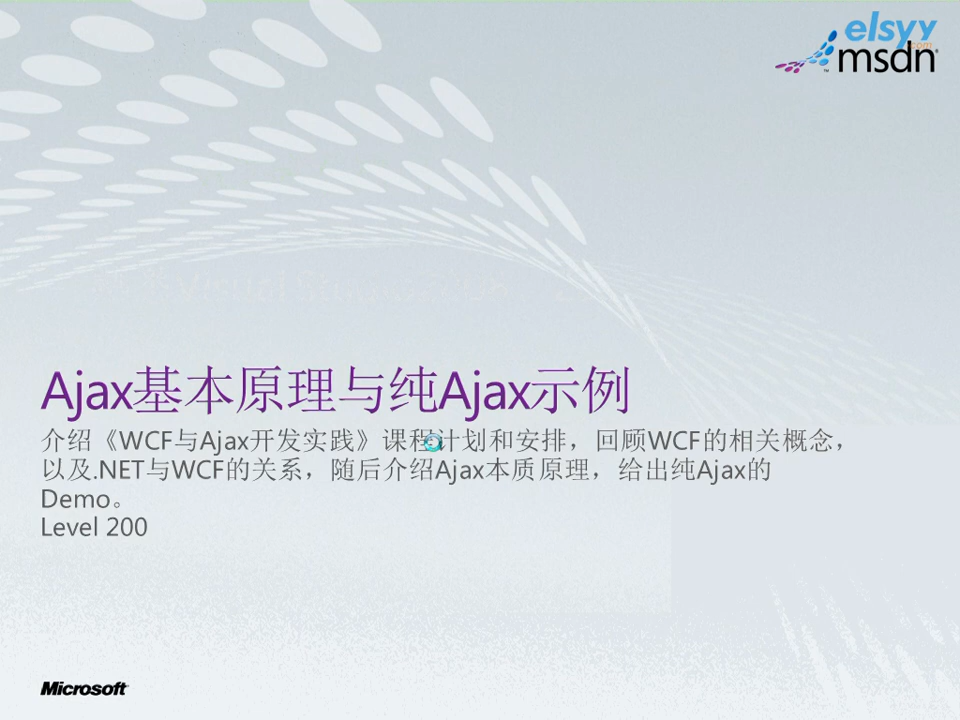 elsyy
.com
msdn
Ajax基本原理与纯Ajax示例
介绍《WCF与Ajax开发实践》课程计划和安排，回顾WCF的相关概念，
以及.NET与WCF的关系，随后介绍Ajax本质原理，给出纯Ajax的
Demo。
Level 200
Microsoft